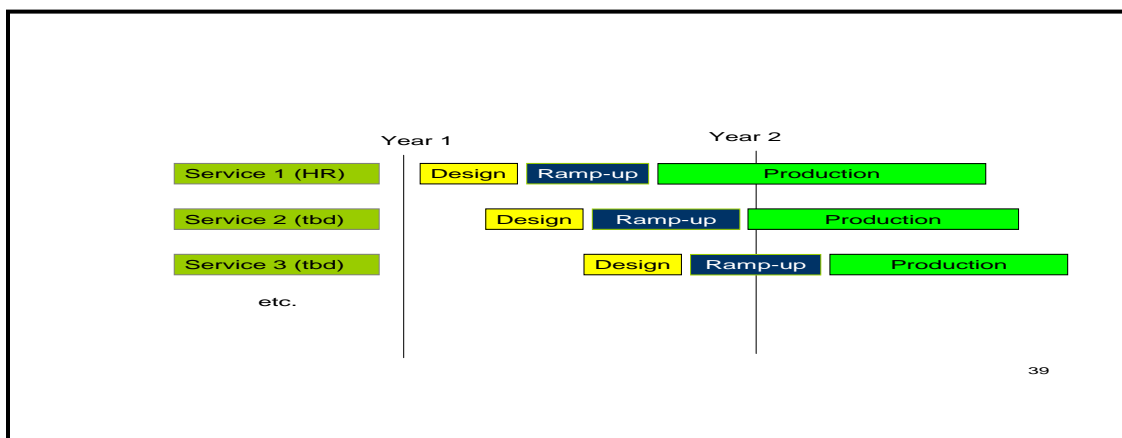 Year 1 Year 2
Service 1 (HR) Design Ramp-up Production
Service 2 (tbd) Design Ramp-up Production
Service 3 (tbd) Design Ramp-up Production
etc.
39